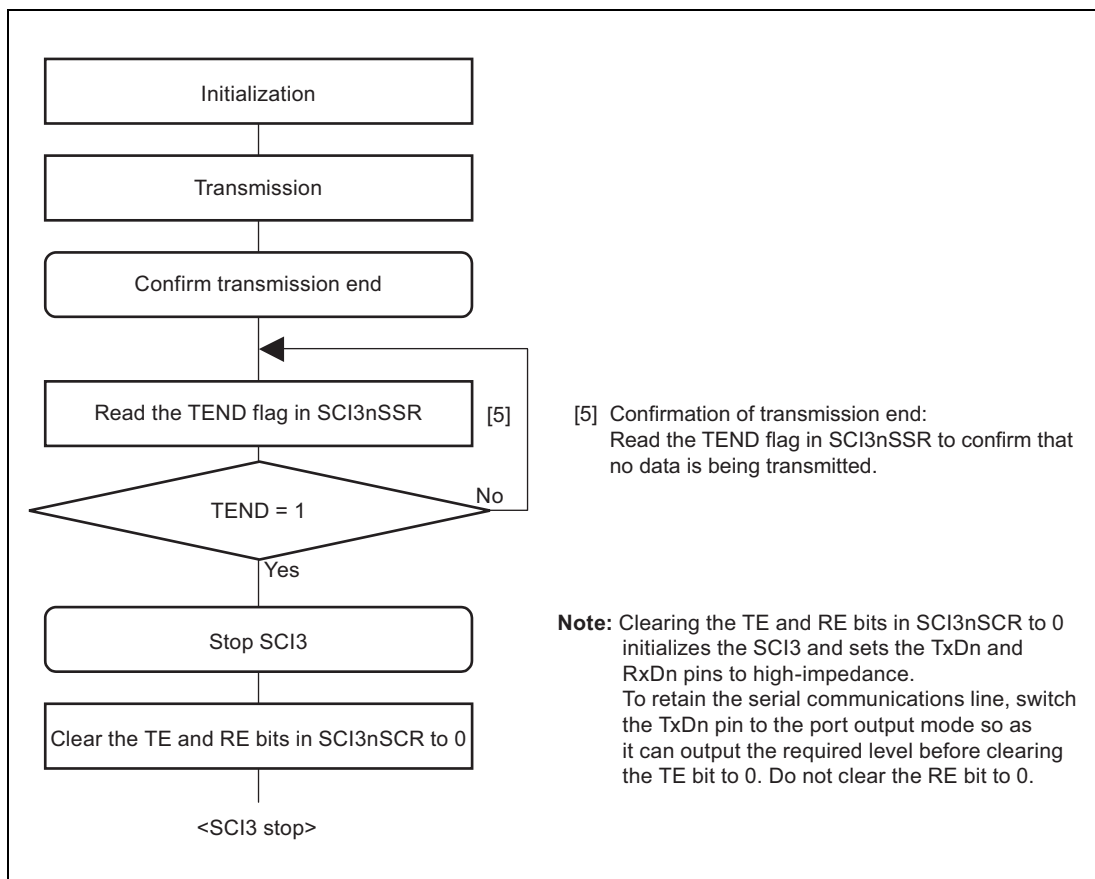 Initialization
Transmission
Confirm transmission end
Read the TEND flag in SCI3nSSR
[5]
[5] Confirmation of transmission end:
Read the TEND flag in SCI3nSSR to confirm that
no data is being transmitted.
TEND = 1
No
Yes
Stop SCI3
Clear the TE and RE bits in SCI3nSCR to 0
<SCI3 stop>
Note: Clearing the TE and RE bits in SCI3nSCR to 0
initializes the SCI3 and sets the TxDn and
RxDn pins to high-impedance.
To retain the serial communications line, switch
the TxDn pin to the port output mode so as
it can output the required level before clearing
the TE bit to 0. Do not clear the RE bit to 0.